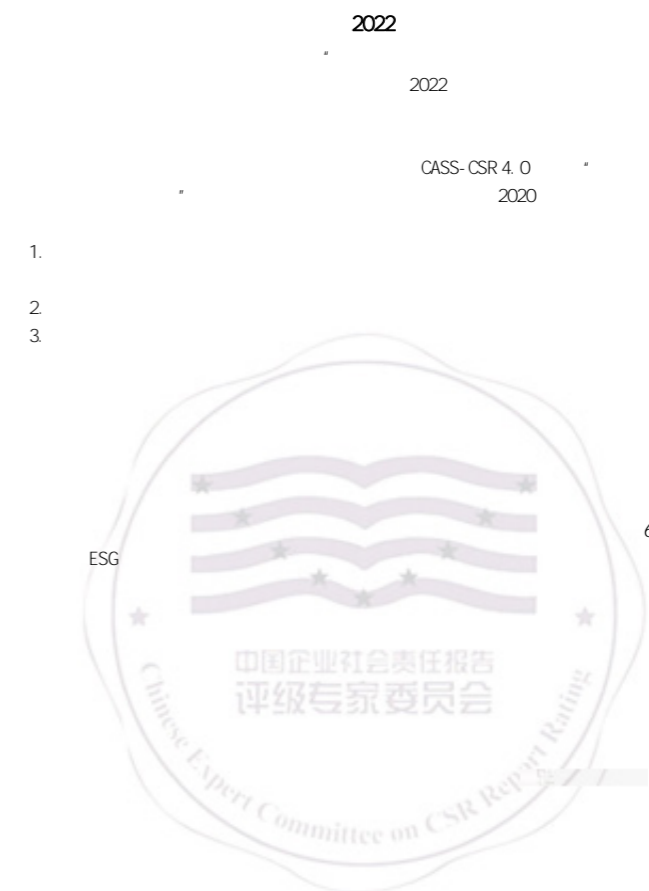 2022
“
2022
CASS-CSR 4.0 “
” 2020
1.
2.
3.
6
ESG
中国企业社会责任报告
评级专家委员会
Chinese Expert Committee on CSR Report Rating